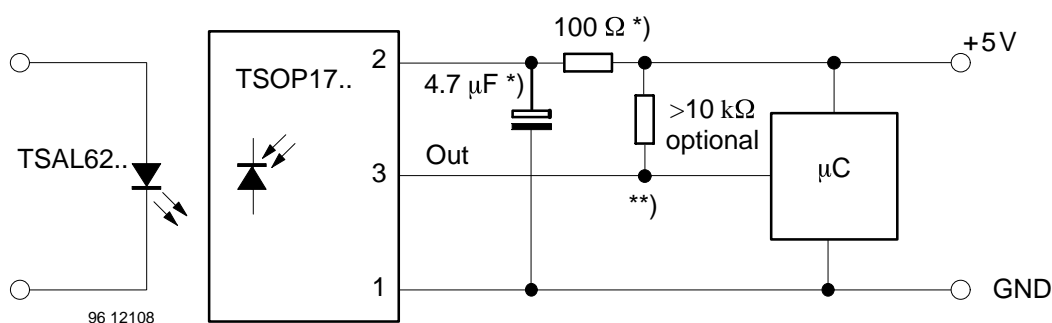 100 Ω *)
+5V
2
TSOP17..
4.7 μF *)
>10 kΩ
optional
TSAL62..
Out
3
μC
**)
1
GND
96 12108